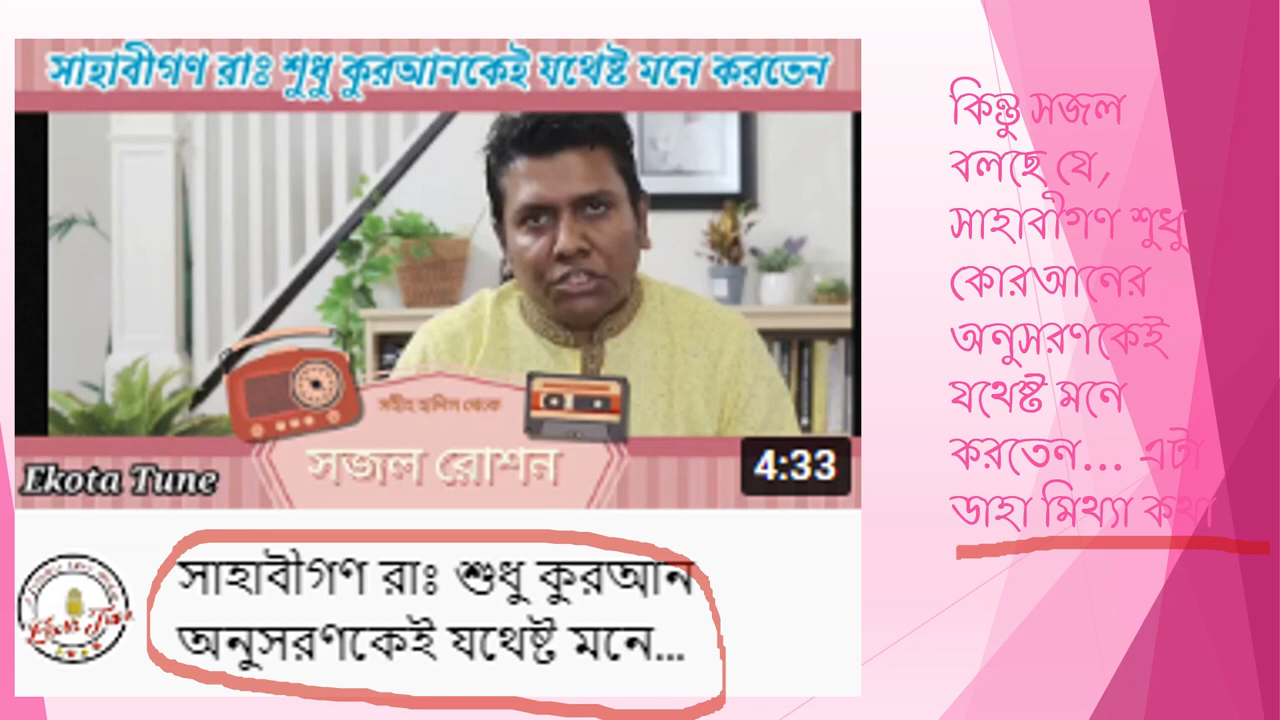 সাহাবীগণ রাঃ শুধু কুরআনকেই যথেষ্ট মনে করতেন
সহীহ হাদিস থেকে
সজল রোশন
Ekota Tune
4:33
সাহাবীগণ রাঃ শুধু কুরআন
অনুসরণকেই যথেষ্ট মনে...
কিন্তু সজল
বলছে যে,
সাহাবীগণ শুধু
কোরআনের
অনুসরণকেই
যথেষ্ট মনে
করতেন... এটা
ডাহা মিথ্যা কথা